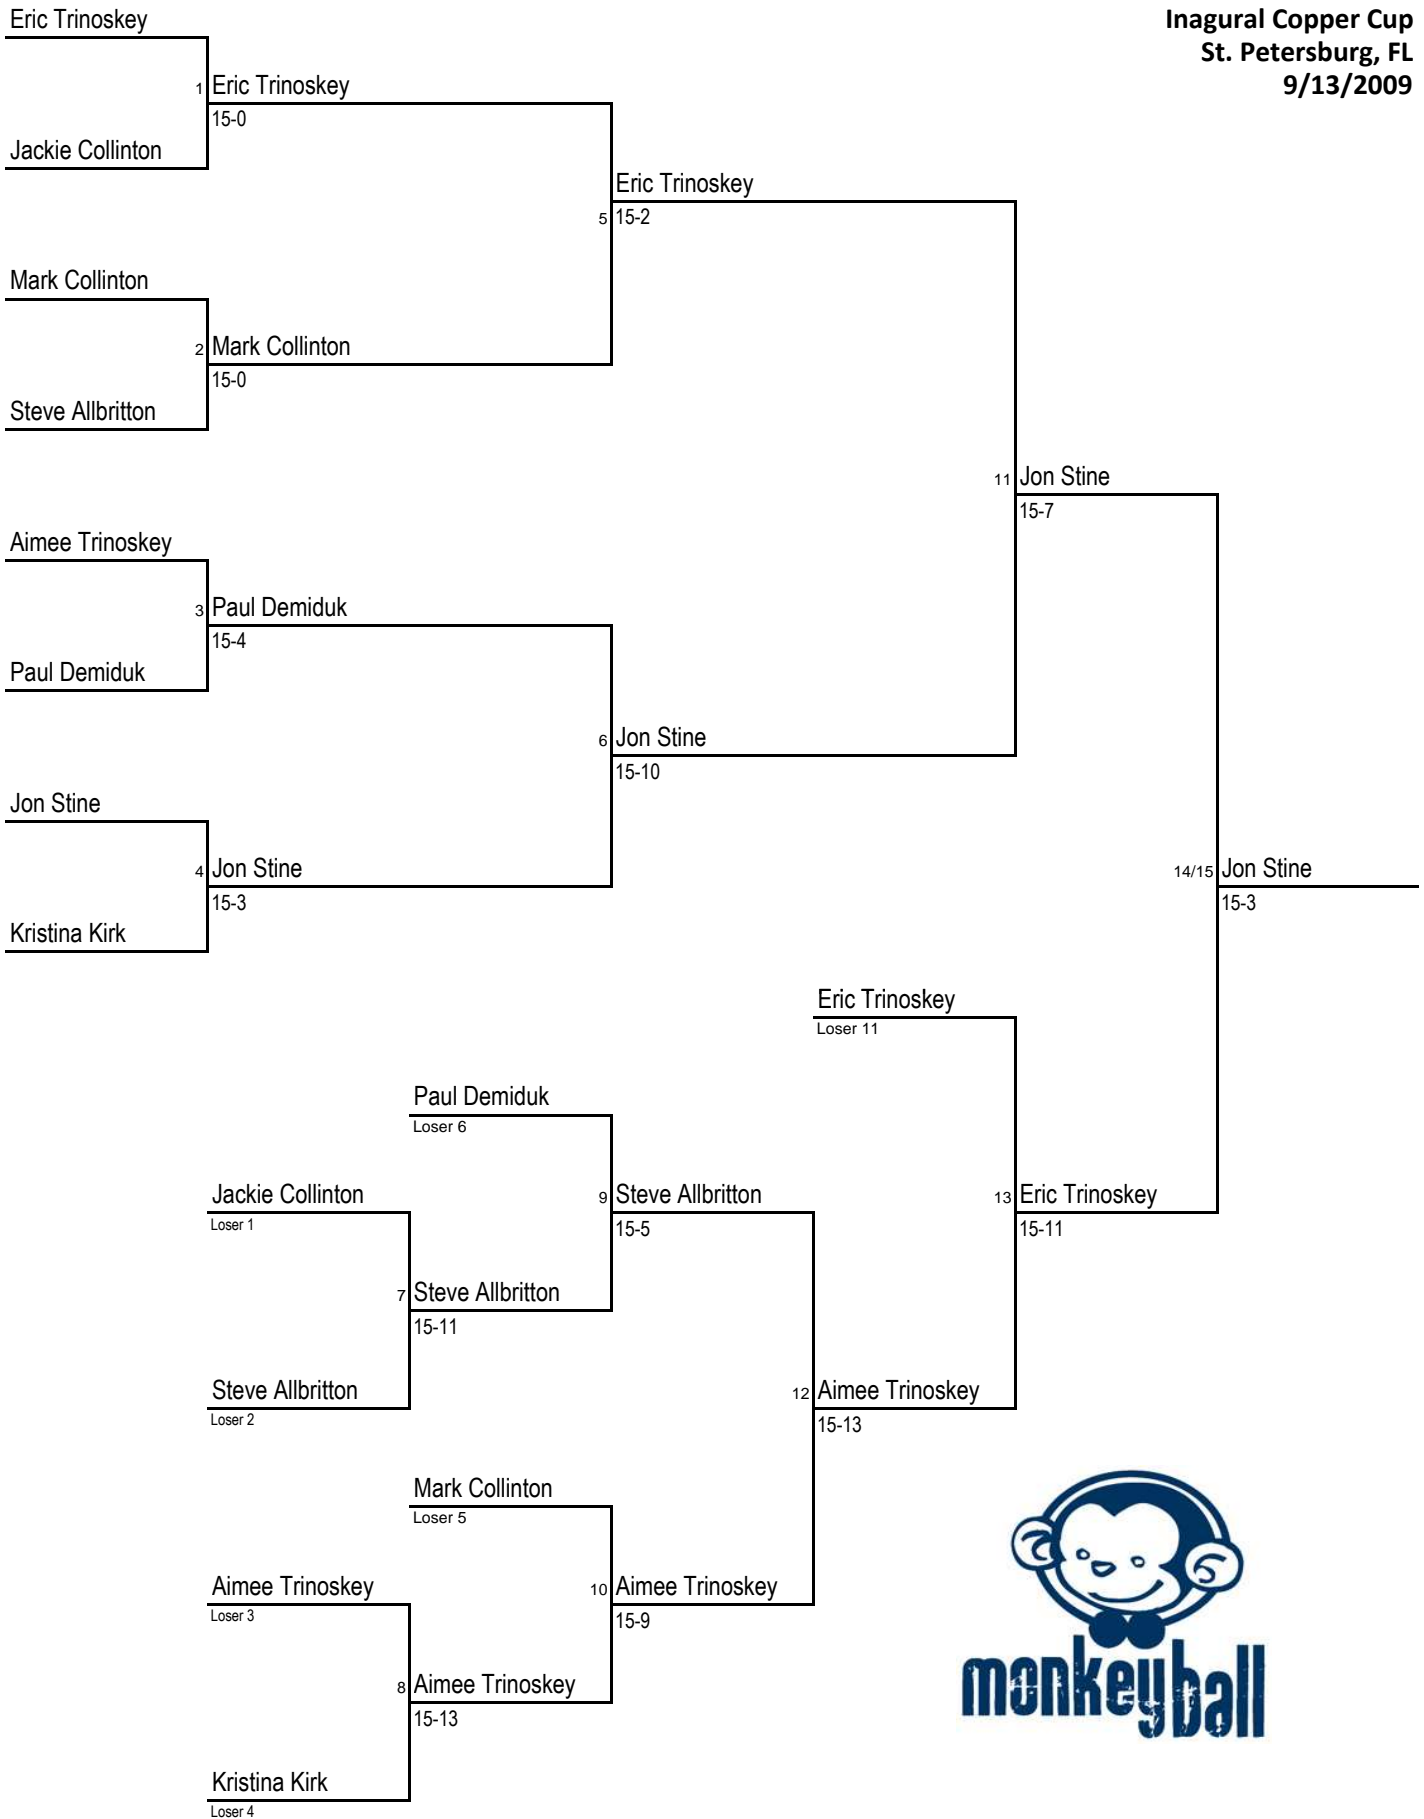 Eric Trinoskey
Inagural Copper Cup
St. Petersburg, FL
9/13/2009
1 Eric Trinoskey
15-0
Jackie Collinton
Eric Trinoskey
5 15-2
Mark Collinton
2 Mark Collinton
15-0
Steve Allbritton
11 Jon Stine
15-7
Aimee Trinoskey
3 Paul Demiduk
15-4
Paul Demiduk
6 Jon Stine
15-10
Jon Stine
4 Jon Stine
15-3
14/15 Jon Stine
15-3
Kristina Kirk
Eric Trinoskey
Loser 11
Paul Demiduk
Loser 6
Jackie Collinton
Loser 1
9 Steve Allbritton
15-5
13 Eric Trinoskey
15-11
7 Steve Allbritton
15-11
Steve Allbritton
Loser 2
12 Aimee Trinoskey
15-13
Mark Collinton
Loser 5
Aimee Trinoskey
Loser 3
10 Aimee Trinoskey
15-9
8 Aimee Trinoskey
15-13
monkeyball
Kristina Kirk
Loser 4